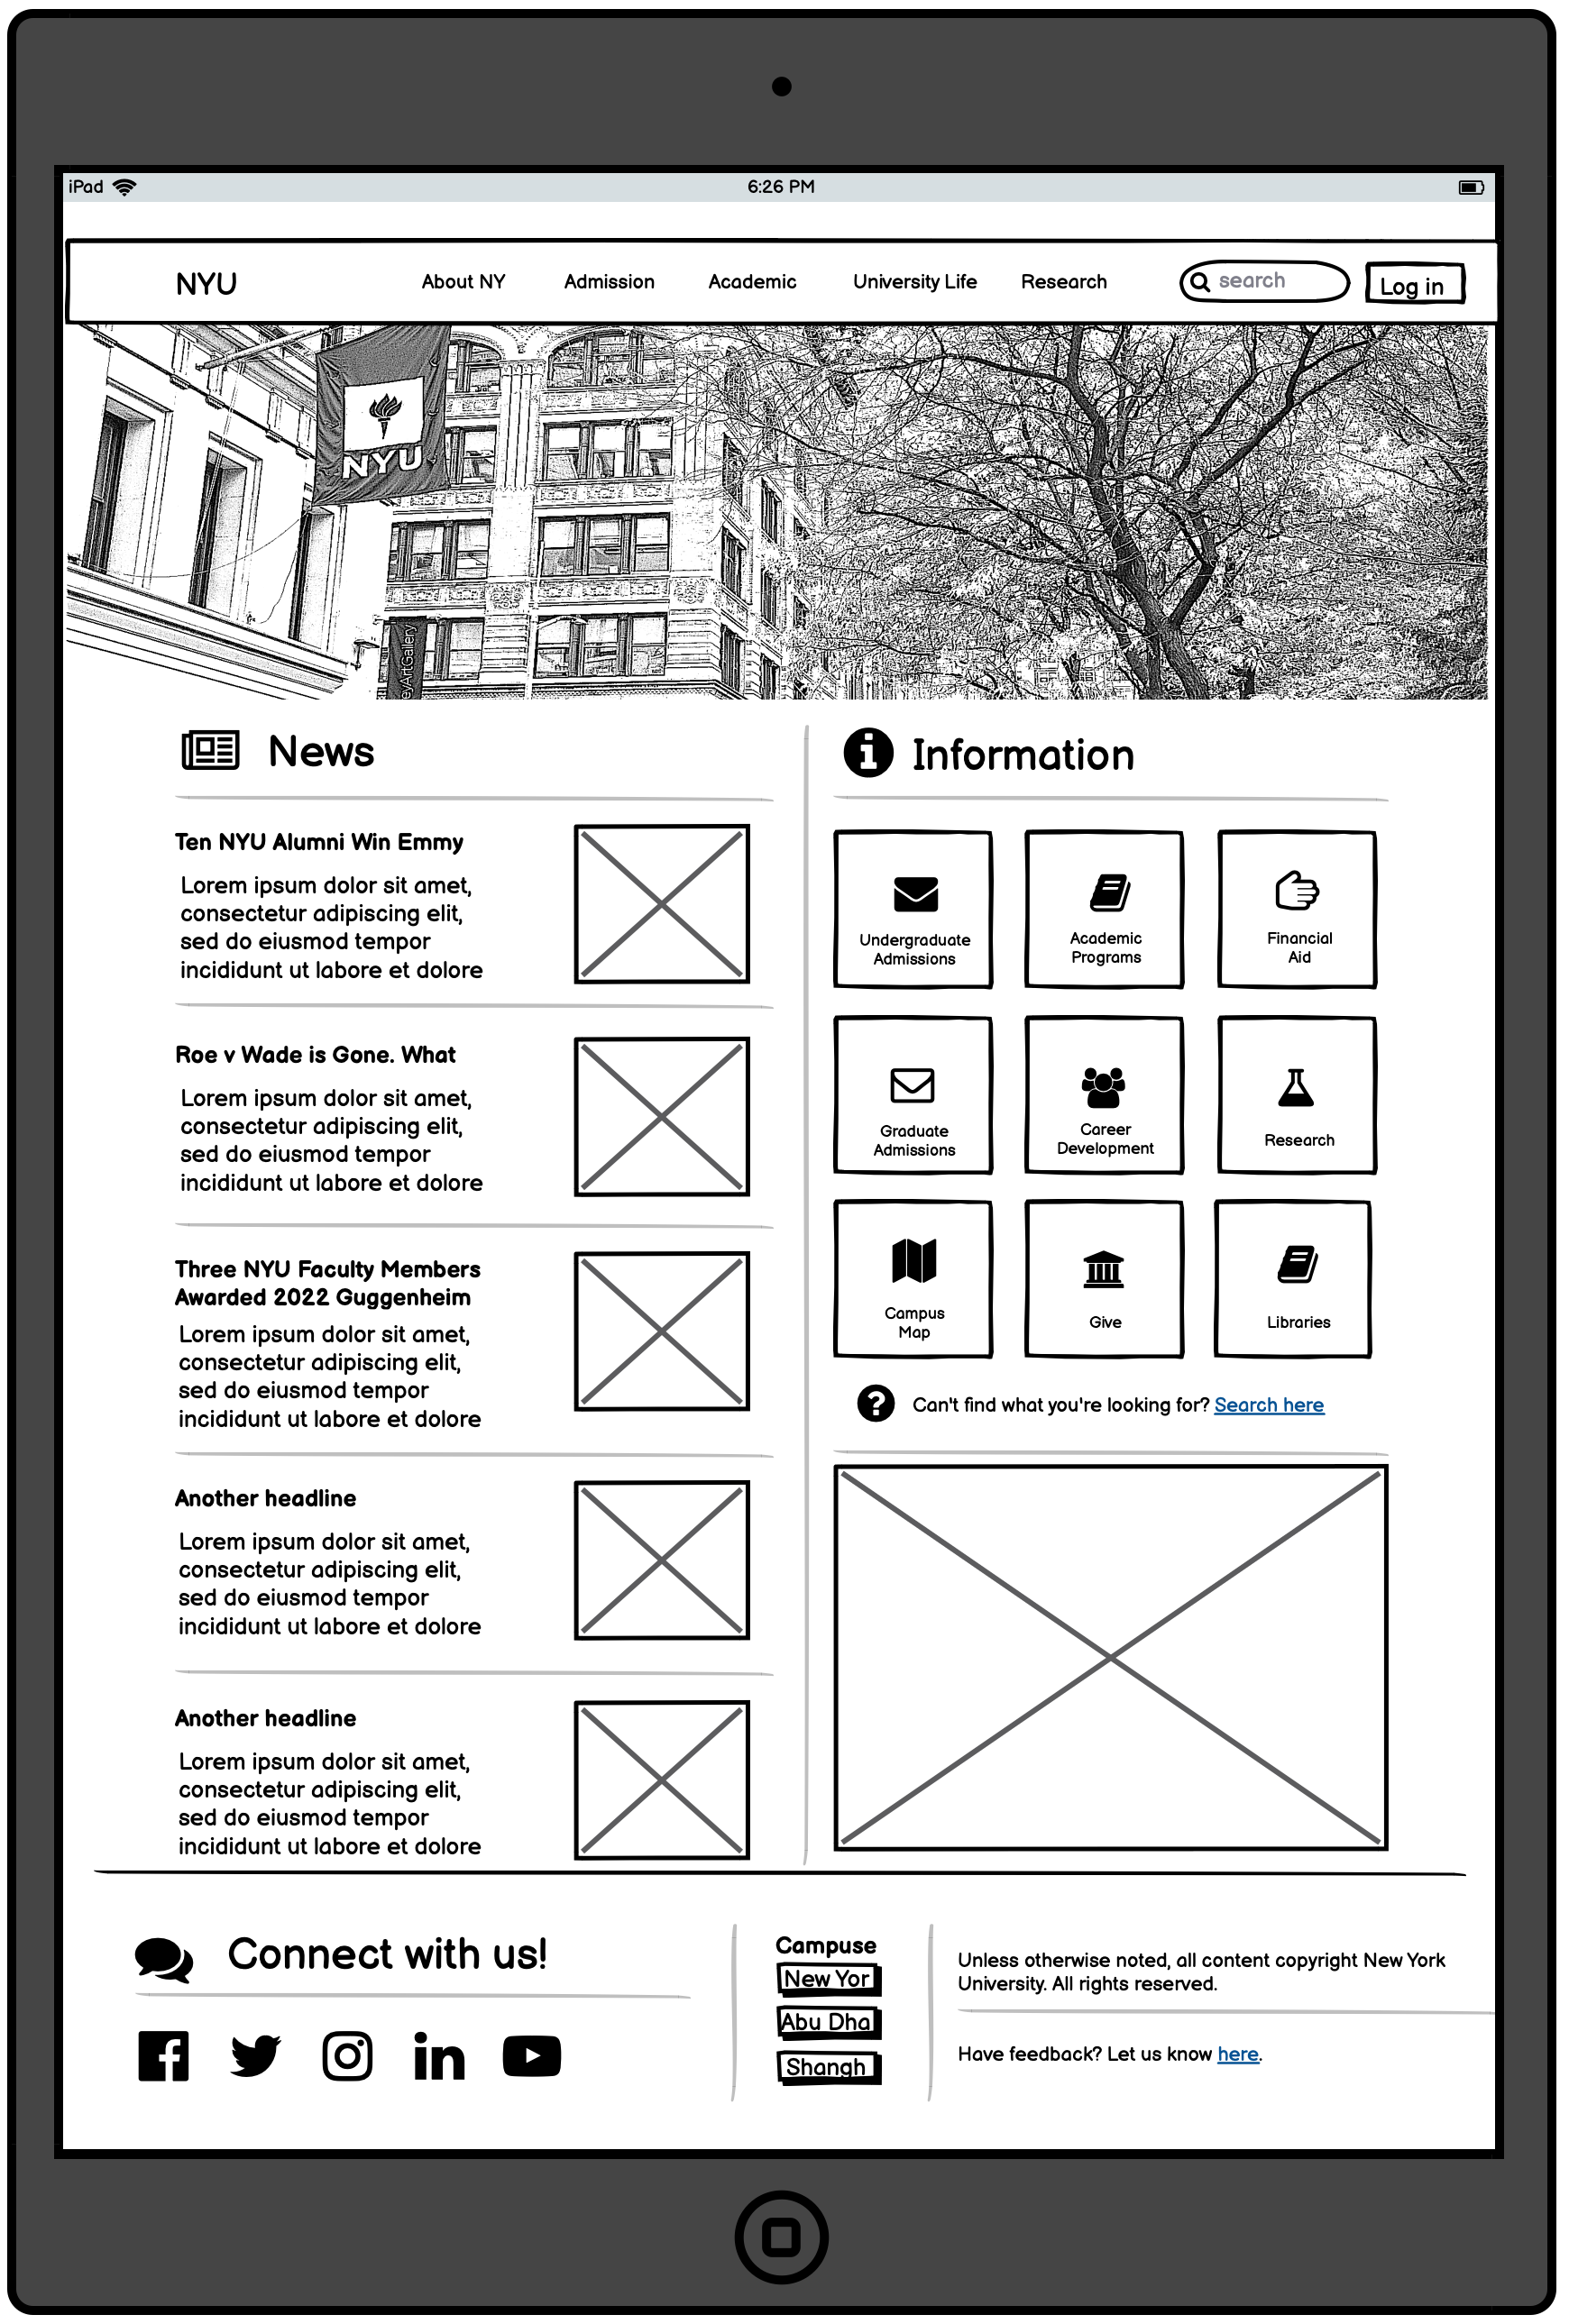 iPad
6:26 PM
NYU
About NY
Admission
Academic
University Life
Research
search
Log in
NYU
ArtGallery
News
Ten NYU Alumni Win Emmy
Lorem ipsum dolor sit amet,
consectetur adipiscing elit,
sed do eiusmod tempor
incididunt ut labore et dolore
Roe v Wade is Gone. What
Lorem ipsum dolor sit amet,
consectetur adipiscing elit,
sed do eiusmod tempor
incididunt ut labore et dolore
Three NYU Faculty Members
Awarded 2022 Guggenheim
Lorem ipsum dolor sit amet,
consectetur adipiscing elit,
sed do eiusmod tempor
incididunt ut labore et dolore
Another headline
Lorem ipsum dolor sit amet,
consectetur adipiscing elit,
sed do eiusmod tempor
incididunt ut labore et dolore
Another headline
Lorem ipsum dolor sit amet,
consectetur adipiscing elit,
sed do eiusmod tempor
incididunt ut labore et dolore
Information
Undergraduate
Admissions
Academic
Programs
Financial
Aid
Graduate
Admissions
Career
Development
Research
Campus
Map
Give
Libraries
Can't find what you're looking for? Search here
Connect with us!
Campuse
New Yor
Abu Dha
Shangh
Unless otherwise noted, all content copyright New York
University. All rights reserved.
Have feedback? Let us know here.